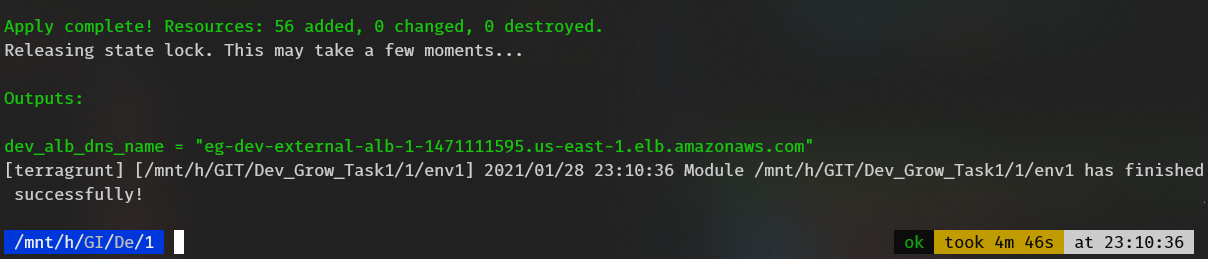 Apply complete! Resources: 56 added, 0 changed, 0 destroyed.
Releasing state lock. This may take a few moments...
Outputs:
dev_alb_dns_name = "eg-dev-external-alb-1-1471111595.us-east-1.elb.amazonaws.com"
[terragrunt] [/mnt/h/GIT/Dev_Grow_Task1/1/env1] 2021/01/28 23:10:36 Module /mnt/h/GIT/Dev_Grow_Task1/1/env1 has finished
successfully!
/mnt/h/GI/De/1 ok took 4m 46s at 23:10:36